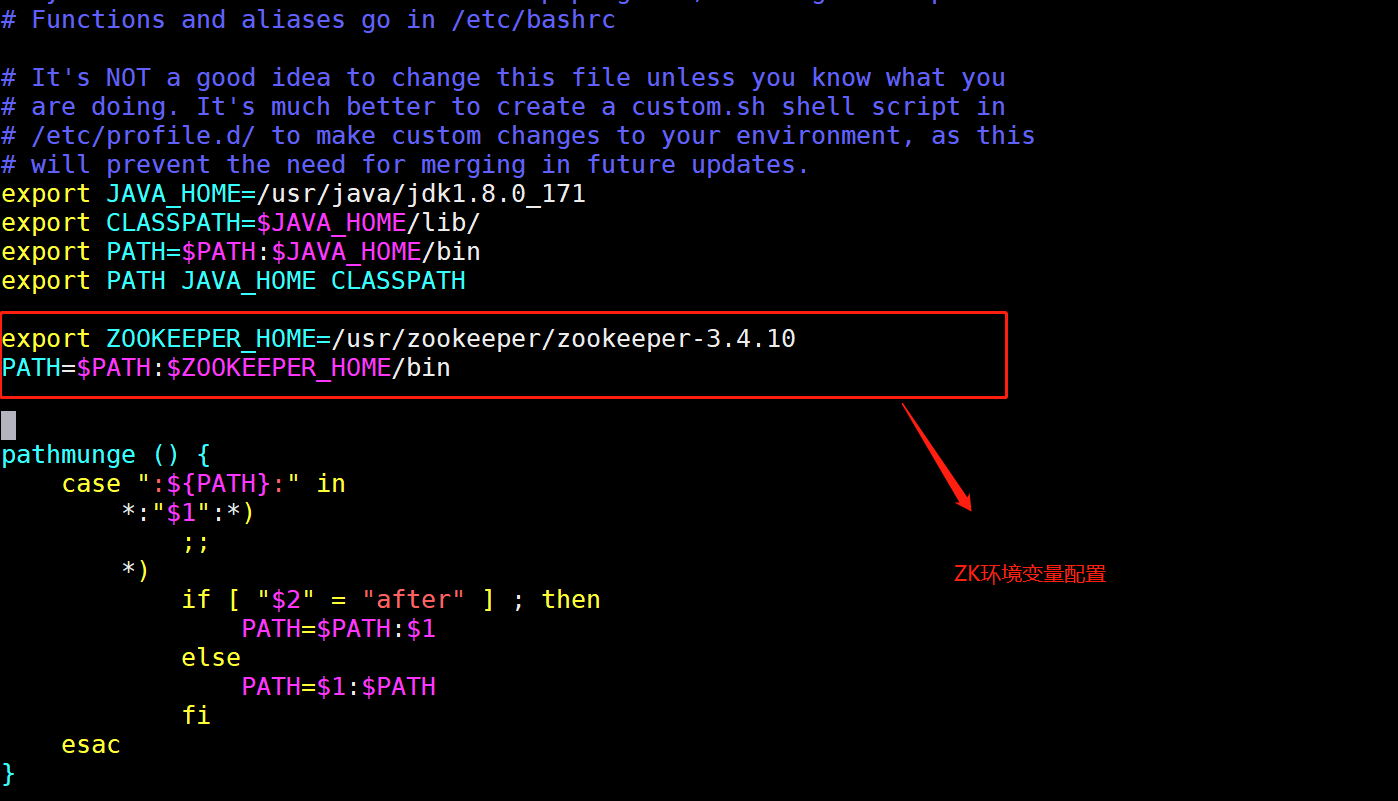 # Functions and aliases go in /etc/bashrc
# It's NOT a good idea to change this file unless you know what you
# are doing. It's much better to create a custom.sh shell script in
# /etc/profile.d/ to make custom changes to your environment, as this
# will prevent the need for merging in future updates.
export JAVA_HOME=/usr/java/jdk1.8.0_171
export CLASSPATH=$JAVA_HOME/lib/
export PATH=$PATH:$JAVA_HOME/bin
export PATH JAVA_HOME CLASSPATH
export ZOOKEEPER_HOME=/usr/zookeeper/zookeeper-3.4.10
PATH=$PATH:$ZOOKEEPER_HOME/bin
pathmunge () {
    case ":${PATH}:" in
        *:"$1":*)
            ;;
        *)
            if [ "$2" = "after" ] ; then
                PATH=$PATH:$1
            else
                PATH=$1:$PATH
            fi
    esac
}
ZK环境变量配置